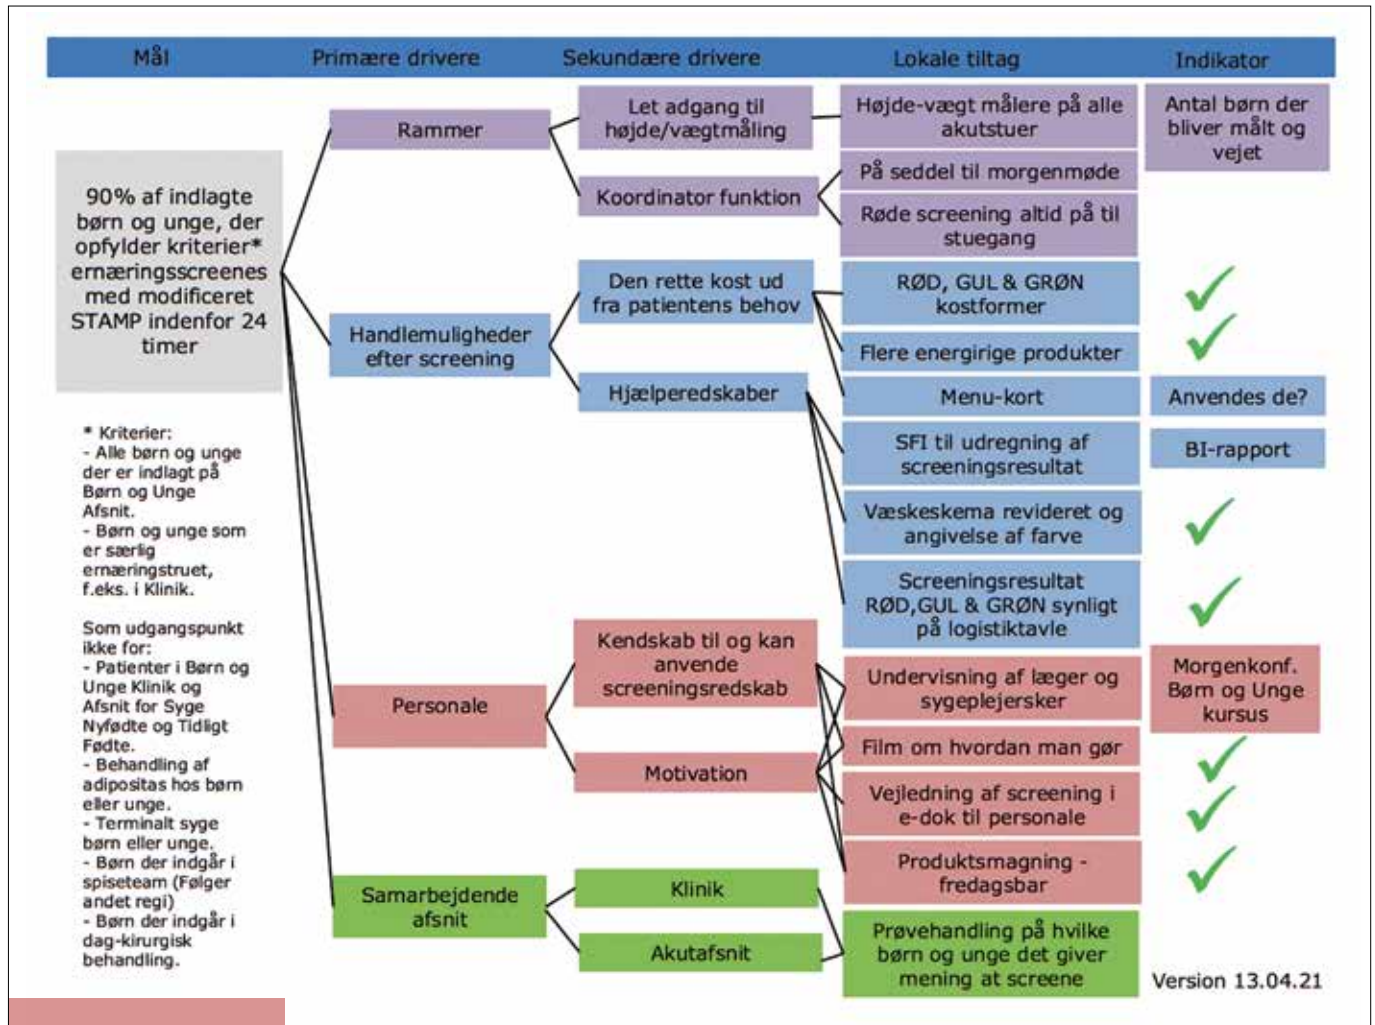 Mål
Primære drivere
Sekundære drivere
Lokale tiltag
Indikator
90% af indlagte
børn og unge, der
opfylder kriterier*
ernæringsscreenes
med modificeret
STAMP indenfor 24
timer
* Kriterier:
- Alle børn og unge
der er indlagt på
Børn og Unge
Afsnit.
- Børn og unge som
er særlig
ernæringstruet,
f.eks. i Klinik.
Som udgangspunkt
ikke for:
- Patienter i Børn og
Unge Klinik og
Afsnit for Syge
Nyfødte og Tidligt
Fødte.
- Behandling af
adipositas hos børn
eller unge.
- Terminalt syge
børn eller unge.
- Børn der indgår i
spiseteam (Følger
andet regi)
- Børn der indgår i
dag-kirurgisk
behandling.
Rammer
Handlemuligheder
efter screening
Personale
Samarbejdende
afsnit
Let adgang til
højde/vægtmåling
Koordinator funktion
Den rette kost ud
fra patientens behov
Hjælperedskaber
Kendskab til og kan
anvende
screeningsredskab
Motivation
Klinik
Akutafsnit
Højde-vægt målere på alle
akutstuer
På seddel til morgenmøde
Røde screening altid på til
stuegang
RØD, GUL & GRØN
kostformer
Flere energirige produkter
Menu-kort
SFI til udregning af
screeningsresultat
Væskeskema revideret og
angivelse af farve
Screeningsresultat
RØD,GUL & GRØN synligt
på logistiktavle
Undervisning af læger og
sygeplejersker
Film om hvordan man gør
Vejledning af screening i
e-dok til personale
Produktsmagning -
fredagsbar
Prøvehandling på hvilke
børn og unge det giver
mening at screene
Antal børn der
bliver målt og
vejet
Anvendes de?
BI-rapport
Morgenkonf.
Børn og Unge
kursus
Version 13.04.21